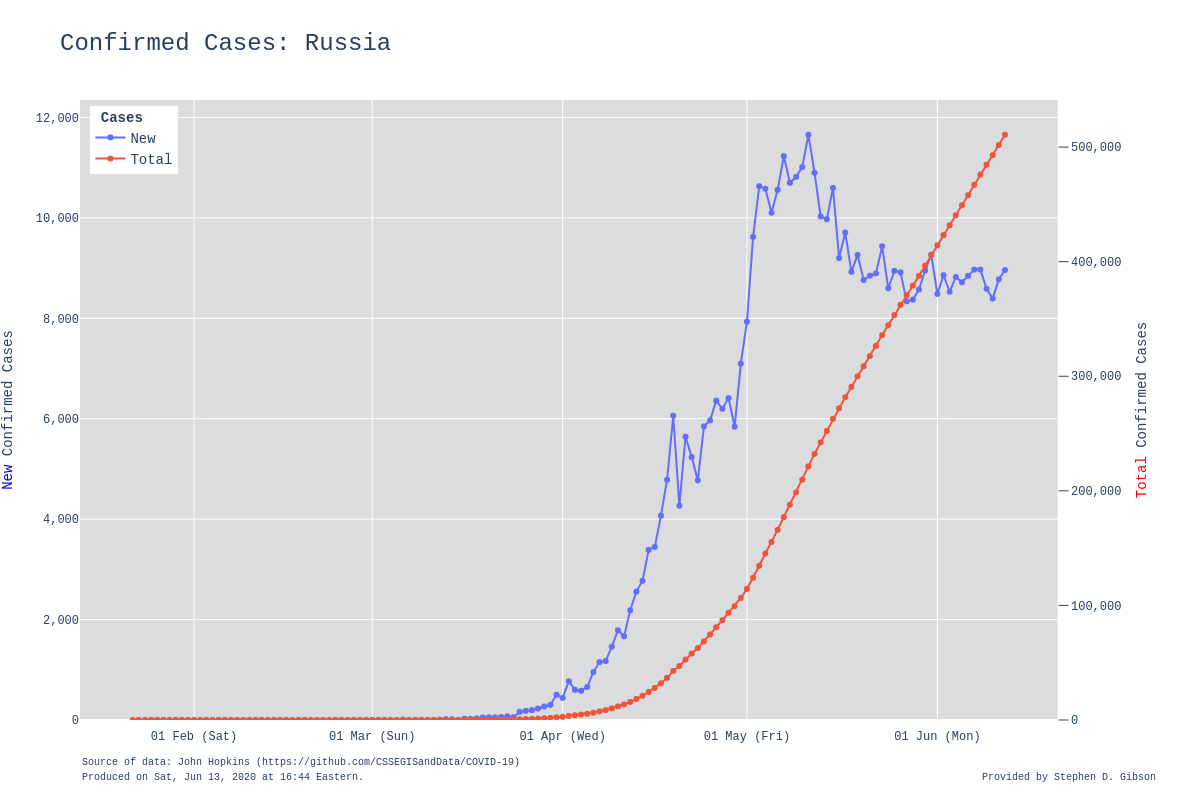 Confirmed Cases: Russia
Cases
New
Total
12,000
10,000
8,000
6,000
4,000
2,000
0
New Confirmed Cases
500,000
400,000
300,000
200,000
100,000
0
Total Confirmed Cases
01 Feb (Sat) 01 Mar (Sun) 01 Apr (Wed) 01 May (Fri) 01 Jun (Mon)
Source of data: John Hopkins (https://github.com/CSSEGISandData/COVID-19)
Produced on Sat, Jun 13, 2020 at 16:44 Eastern.
Provided by Stephen D. Gibson